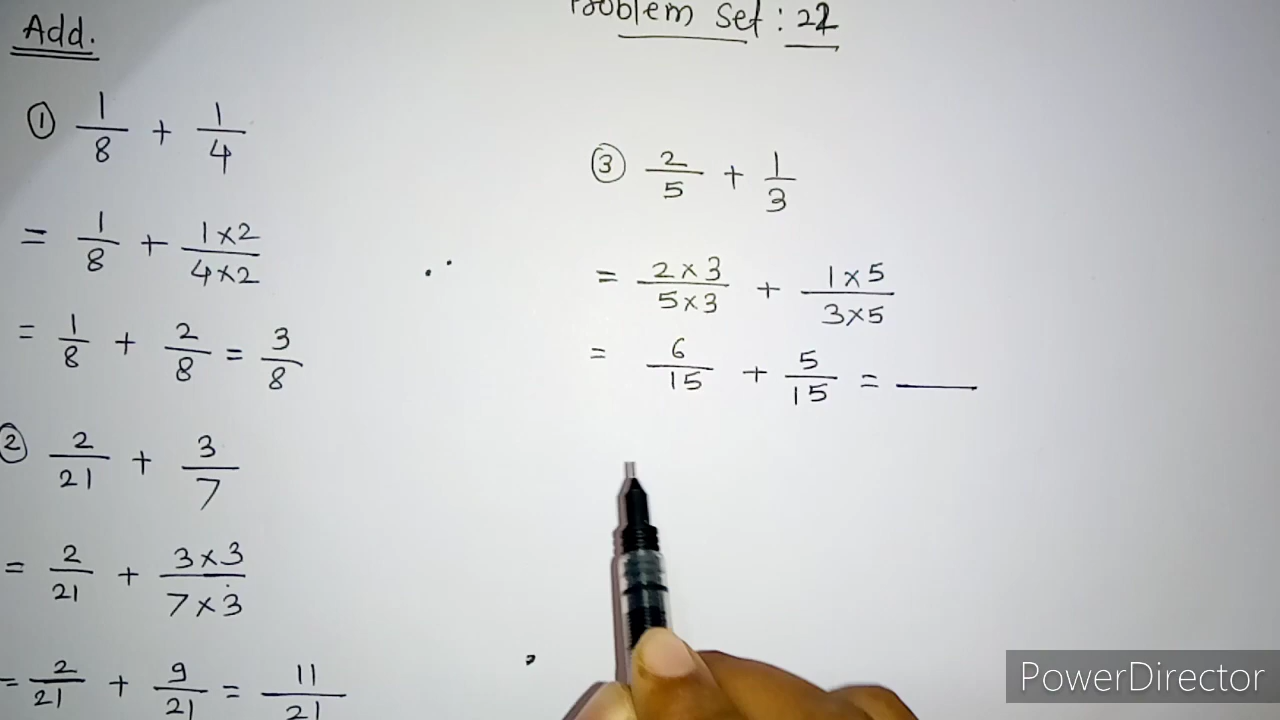 Add.
Problem Set : 22
① 1/8 + 1/4
= 1/8 + 1×2/4×2
= 1/8 + 2/8 = 3/8
② 2/21 + 3/7
= 2/21 + 3×3/7×3
= 2/21 + 9/21 = 11/21
③ 2/5 + 1/3
= 2×3/5×3 + 1×5/3×5
= 6/15 + 5/15 = —
PowerDirector